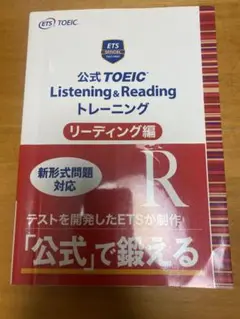 ETS TOEIC
ETS
OFFICIAL
公式 TOEIC
Listening & Reading
トレーニング
リーディング編
新形式問題
対応
R
テストを開発したETSが制作!
「公式」で鍛える